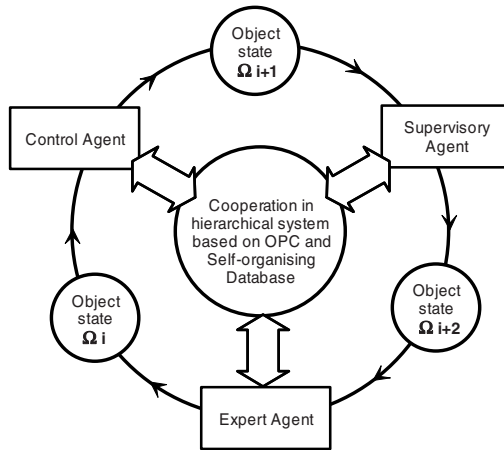 Object
state
Ω i+1
Control Agent
Supervisory
Agent
Cooperation in
hierarchical system
based on OPC and
Self-organising
Database
Object
state
Ω i
Object
state
Ω i+2
Expert Agent